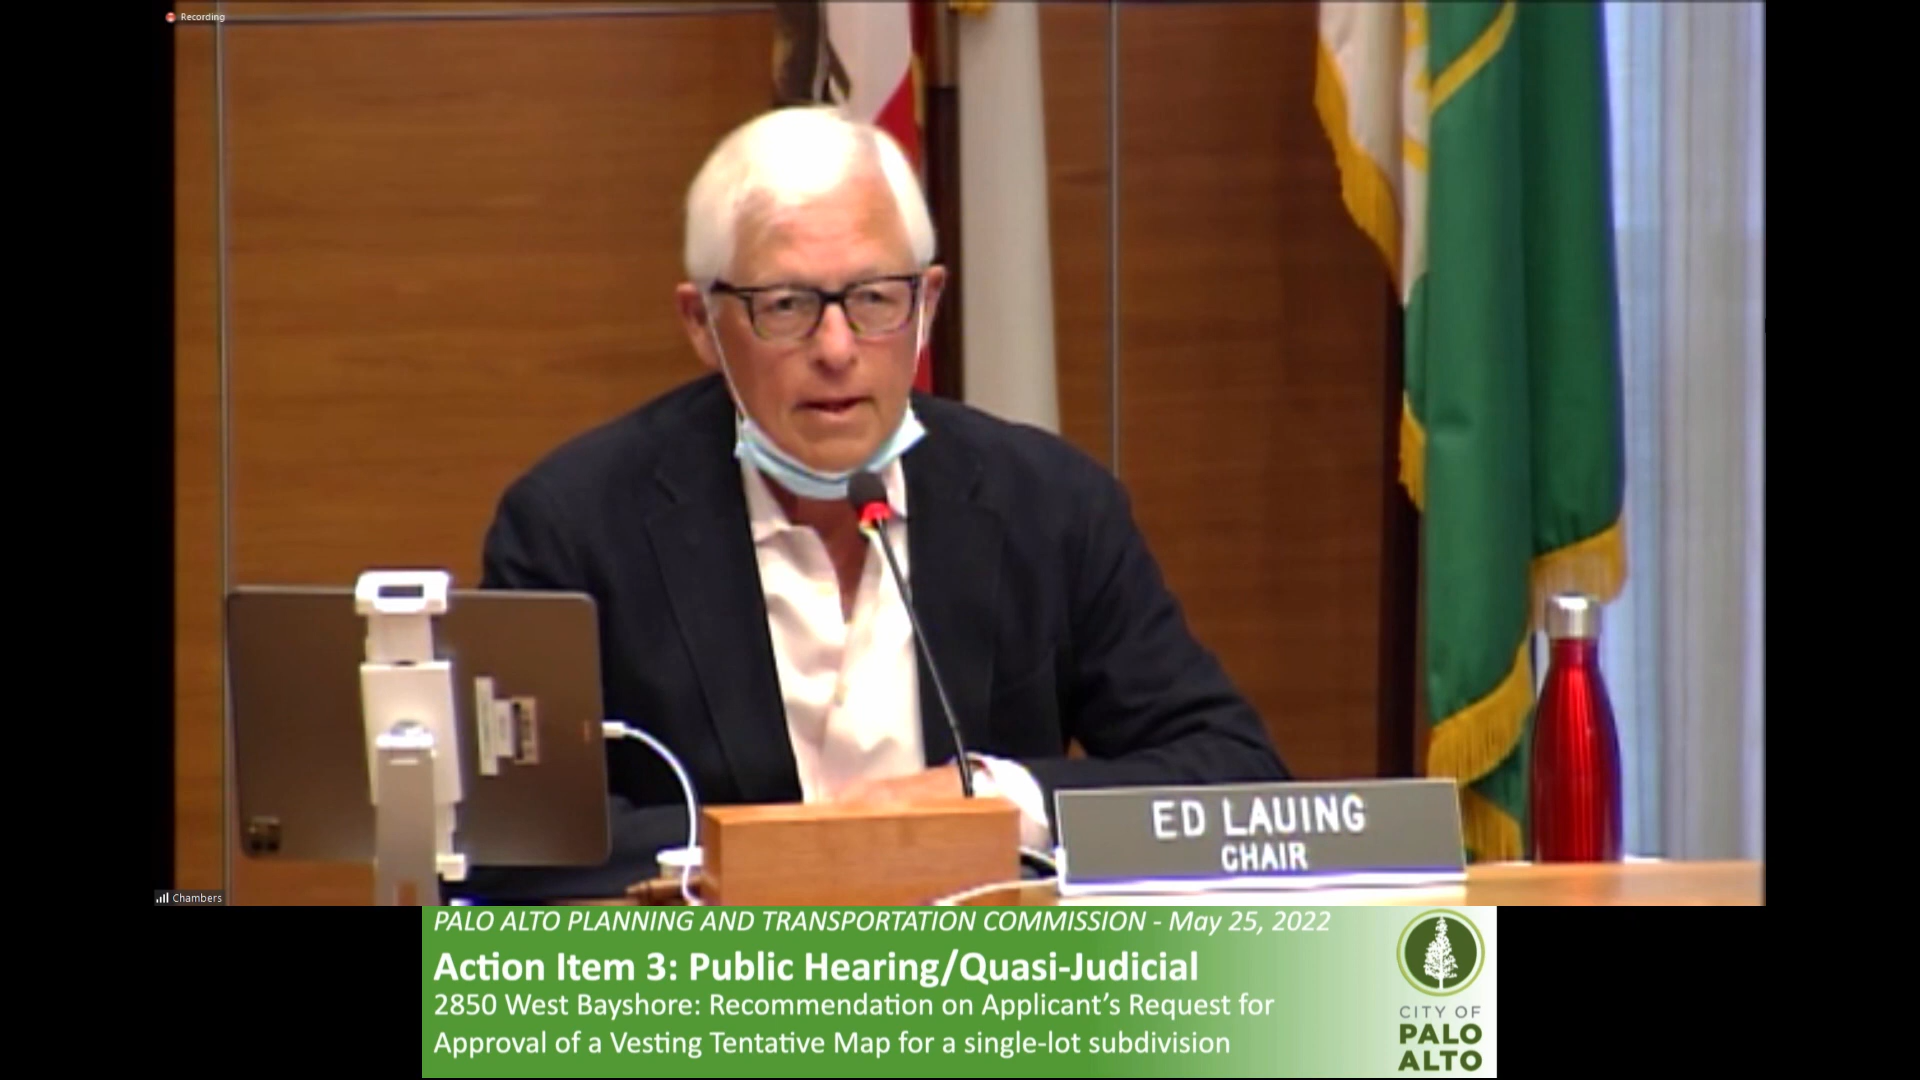 Recording
ED LAUING
CHAIR
Chambers
PALO ALTO PLANNING AND TRANSPORTATION COMMISSION - May 25, 2022
Action Item 3: Public Hearing/Quasi-Judicial
2850 West Bayshore: Recommendation on Applicant's Request for
Approval of a Vesting Tentative Map for a single-lot subdivision
CITY OF
PALO
ALTO